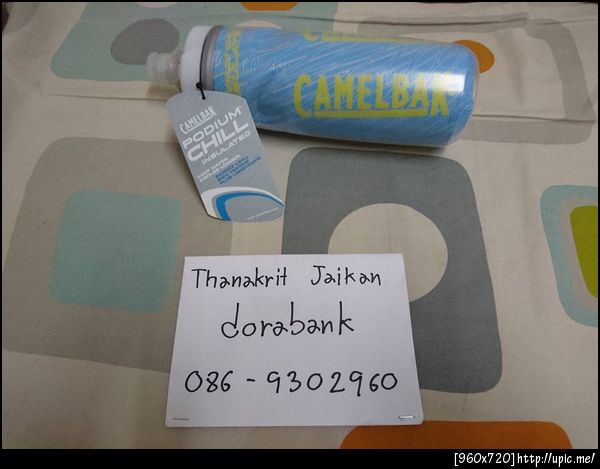 CAMELBAK
CAMELBAK
PODIUM
CHILL
INSULATED
Thanakrit Jaikan
dorabank
086 - 9302960
[960x720]http://upic.me/